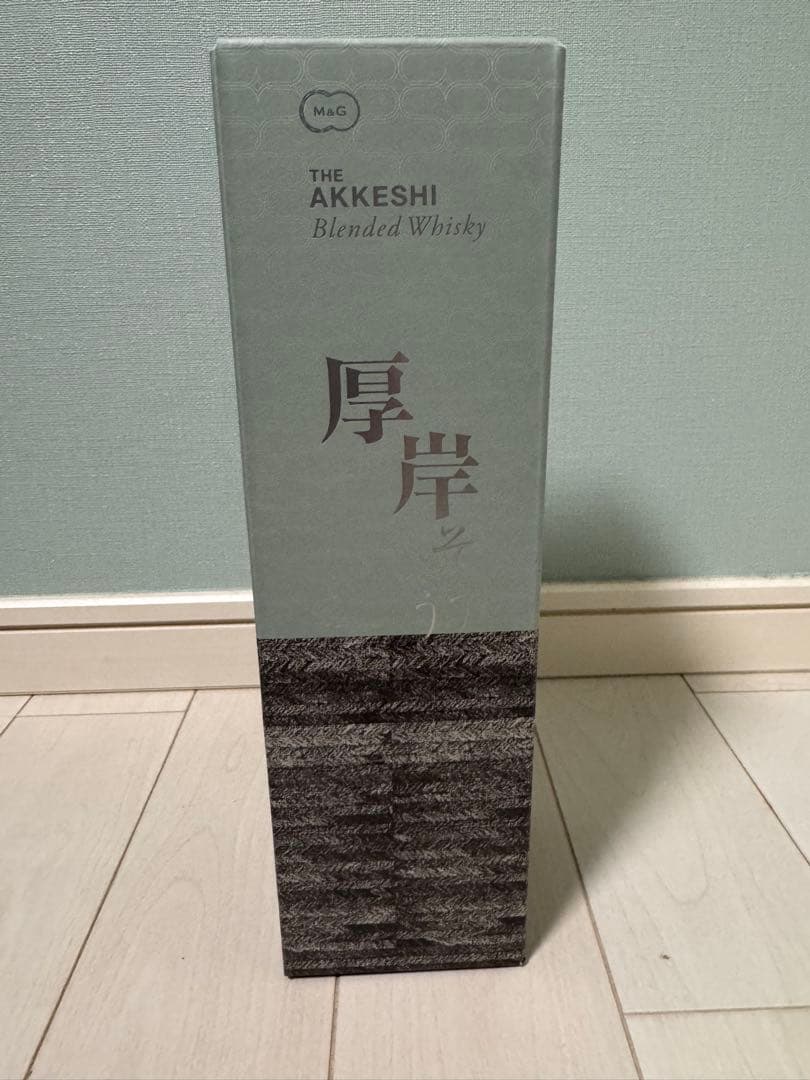 M&G
THE
AKKESHI
Blended Whisky
厚岸